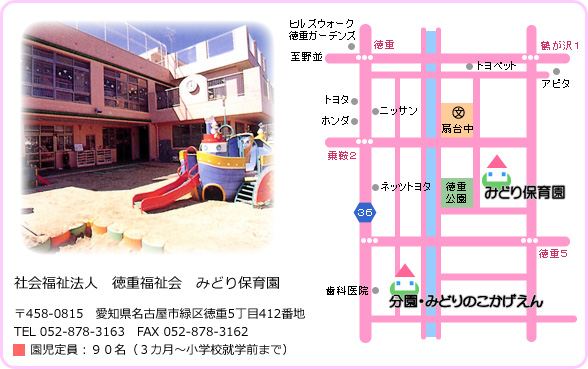 社会福祉法人　徳重福祉会　みどり保育園
〒458-0815　愛知県名古屋市緑区徳重5丁目412番地
TEL 052-878-3163　FAX 052-878-3162
園児定員：９０名（３カ月～小学校就学前まで）
ヒルズウォーク
徳重ガーデンズ
徳重
鶴が沢1
至野並
トヨペット
アピタ
トヨタ
ニッサン
ホンダ
文
扇台中
乗鞍2
ネッツトヨタ
徳重
公園
みどり保育園
36
徳重5
歯科医院
分園・みどりのこかげえん